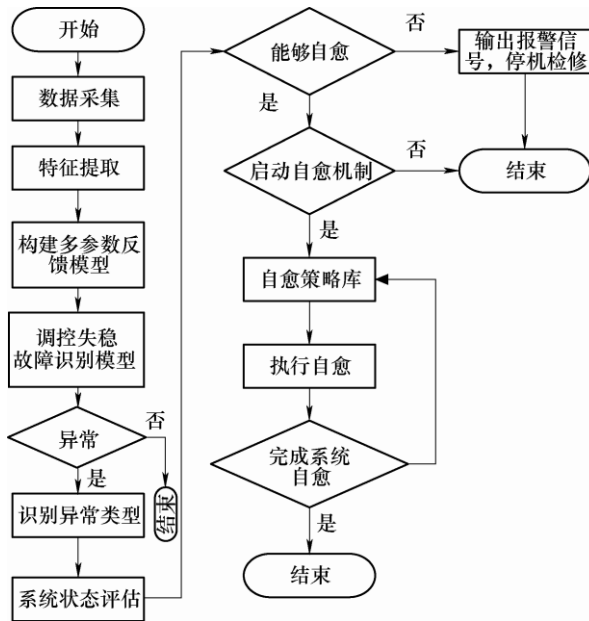 开始
数据采集
特征提取
构建多参数反
馈模型
调控失稳
故障识别模型
异常
否
结束
是
识别异常类型
系统状态评估
能够自愈
否
输出报警信
号，停机检修
是
启动自愈机制
否
结束
是
自愈策略库
执行自愈
完成系统
自愈
是
结束